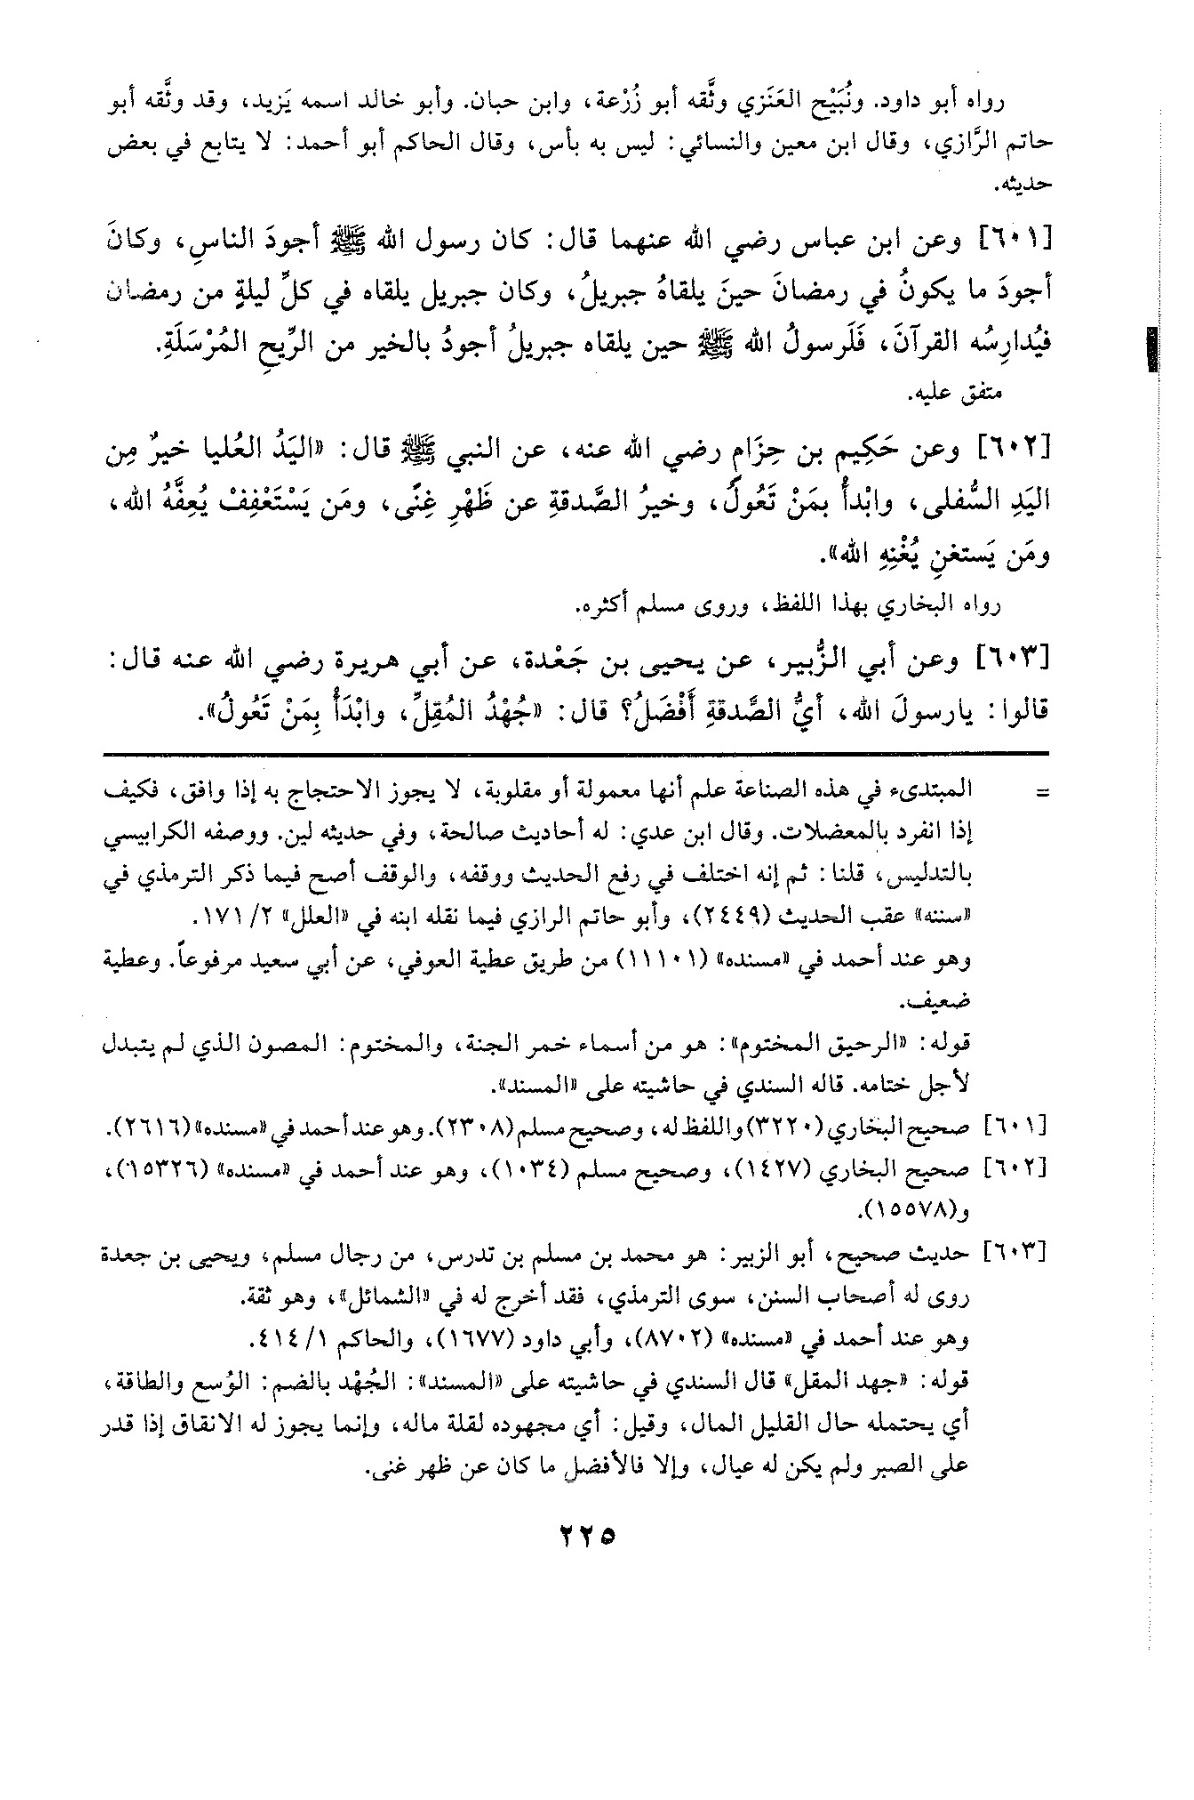 رواه أبو داود. ونُبَيْح العَنَزي وثَّقه أبو زُرْعة، وابن حبان. وأبو خالد اسمه يَزيد، وقد وثَّقه أبو
حاتم الرَّازي، وقال ابن معين والنسائي: ليس به بأس، وقال الحاكم أبو أحمد: لا يتابع في بعض
حديثه.
[٦٠١] وعن ابن عباس رضي الله عنهما قال: كان رسول الله ﷺ أجودَ الناسِ، وكانَ
أجودَ ما يكونُ في رمضانَ حينَ يلقاهُ جبريلُ، وكان جبريل يلقاه في كلِّ ليلةٍ من رمضان
فيُدارِسُه القرآنَ، فَلَرسولُ الله ﷺ حين يلقاه جبريلُ أجودُ بالخير من الرِّيحِ المُرْسَلَةِ.
متفق عليه.
[٦٠٢] وعن حَكِيم بن حِزَامٍ رضي الله عنه، عن النبي ﷺ قال: «اليَدُ العُليا خيرٌ مِن
اليَدِ السُّفلى، وابْدأْ بمَنْ تَعُولُ، وخيرُ الصَّدقةِ عن ظَهْرِ غِنًى، ومَن يَسْتَعْفِفْ يُعِفَّهُ الله،
ومَن يَستغنِ يُغْنِهِ الله».
رواه البخاري بهذا اللفظ، وروى مسلم أكثره.
[٦٠٣] وعن أبي الزُّبير، عن يحيى بن جَعْدة، عن أبي هريرة رضي الله عنه قال:
قالوا: يارسولَ الله، أيُّ الصَّدقةِ أَفْضَلُ؟ قال: «جُهْدُ المُقِلِّ، وابْدَأْ بِمَنْ تَعُولُ».
= المبتدىء في هذه الصناعة علم أنها معمولة أو مقلوبة، لا يجوز الاحتجاج به إذا وافق، فكيف
إذا انفرد بالمعضلات. وقال ابن عدي: له أحاديث صالحة، وفي حديثه لين. ووصفه الكرابيسي
بالتدليس، قلنا: ثم إنه اختلف في رفع الحديث ووقفه، والوقف أصح فيما ذكر الترمذي في
«سننه» عقب الحديث (٢٤٤٩)، وأبو حاتم الرازي فيما نقله ابنه في «العلل» ٢/ ١٧١.
وهو عند أحمد في «مسنده» (١١١٠١) من طريق عطية العوفي، عن أبي سعيد مرفوعاً. وعطية
ضعيف.
قوله: «الرحيق المختوم»: هو من أسماء خمر الجنة، والمختوم: المصون الذي لم يتبدل
لأجل ختامه. قاله السندي في حاشيته على «المسند».
[٦٠١] صحيح البخاري (٣٢٢٠) واللفظ له، وصحيح مسلم (٢٣٠٨). وهو عند أحمد في «مسنده» (٢٦١٦).
[٦٠٢] صحيح البخاري (١٤٢٧)، وصحيح مسلم (١٠٣٤)، وهو عند أحمد في «مسنده» (١٥٣٢٦)،
و(١٥٥٧٨).
[٦٠٣] حديث صحيح، أبو الزبير: هو محمد بن مسلم بن تدرس، من رجال مسلم، ويحيى بن جعدة
روى له أصحاب السنن، سوى الترمذي، فقد أخرج له في «الشمائل»، وهو ثقة.
وهو عند أحمد في «مسنده» (٨٧٠٢)، وأبي داود (١٦٧٧)، والحاكم ١/ ٤١٤.
قوله: «جهد المقل» قال السندي في حاشيته على «المسند»: الجُهْد بالضم: الوُسع والطاقة،
أي يحتمله حال القليل المال، وقيل: أي مجهوده لقلة ماله، وإنما يجوز له الانقاق إذا قدر
على الصبر ولم يكن له عيال، وإلا فالأفضل ما كان عن ظهر غنى.
٢٢٥